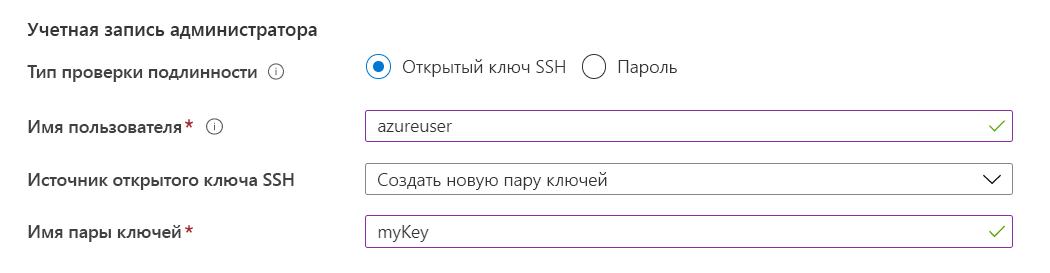 Учетная запись администратора
Тип проверки подлинности Открытый ключ SSH Пароль
Имя пользователя* azureuser
Источник открытого ключа SSH Создать новую пару ключей
Имя пары ключей* myKey